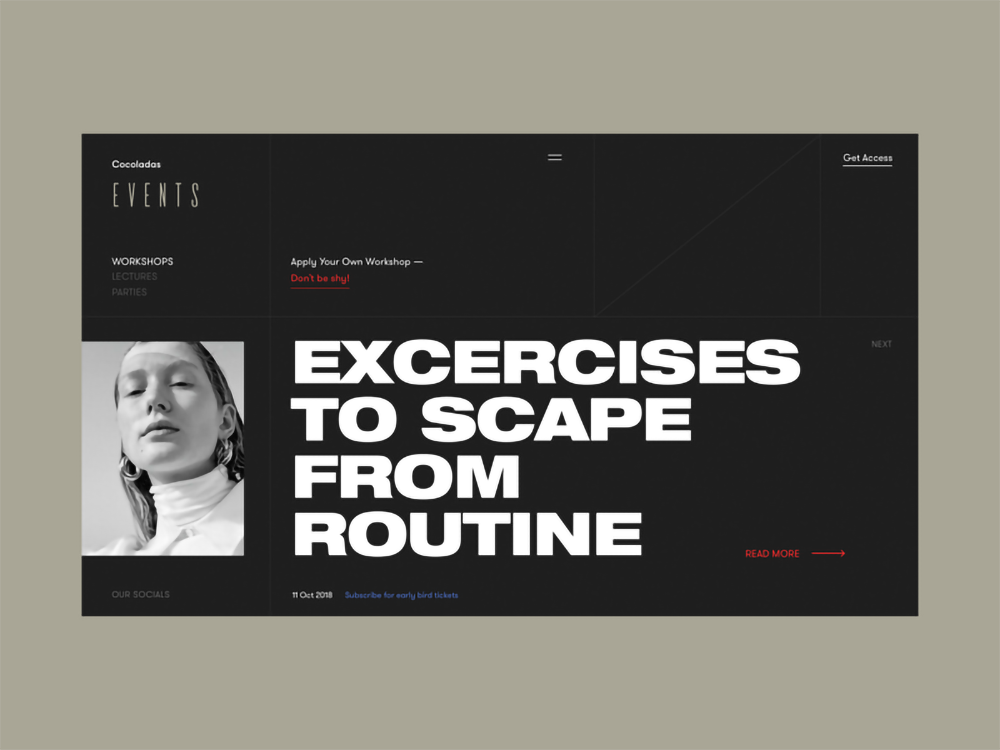 Cocoladas
EVENTS
Get Access
WORKSHOPS
LECTURES
PARTIES
Apply Your Own Workshop —
Don't be shy!
EXCERCISES
TO SCAPE
FROM
ROUTINE
NEXT
READ MORE
OUR SOCIALS
11 Oct 2018
Subscribe for early bird tickets